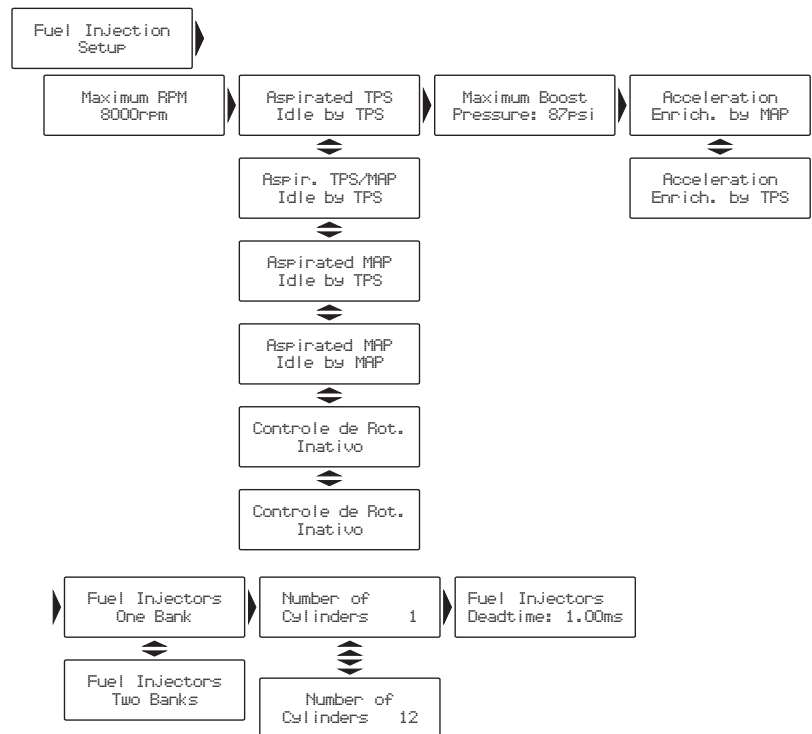 Fuel Injection
Setup
Maximum RPM
8000rpm
Aspirated TPS
Idle by TPS
Maximum Boost
Pressure: 87psi
Acceleration
Enrich. by MAP
Aspir. TPS/MAP
Idle by TPS
Acceleration
Enrich. by TPS
Aspirated MAP
Idle by TPS
Aspirated MAP
Idle by MAP
Controle de Rot.
Inativo
Controle de Rot.
Inativo
Fuel Injectors
One Bank
Number of
Cylinders 1
Fuel Injectors
Deadtime: 1.00ms
Fuel Injectors
Two Banks
Number of
Cylinders 12